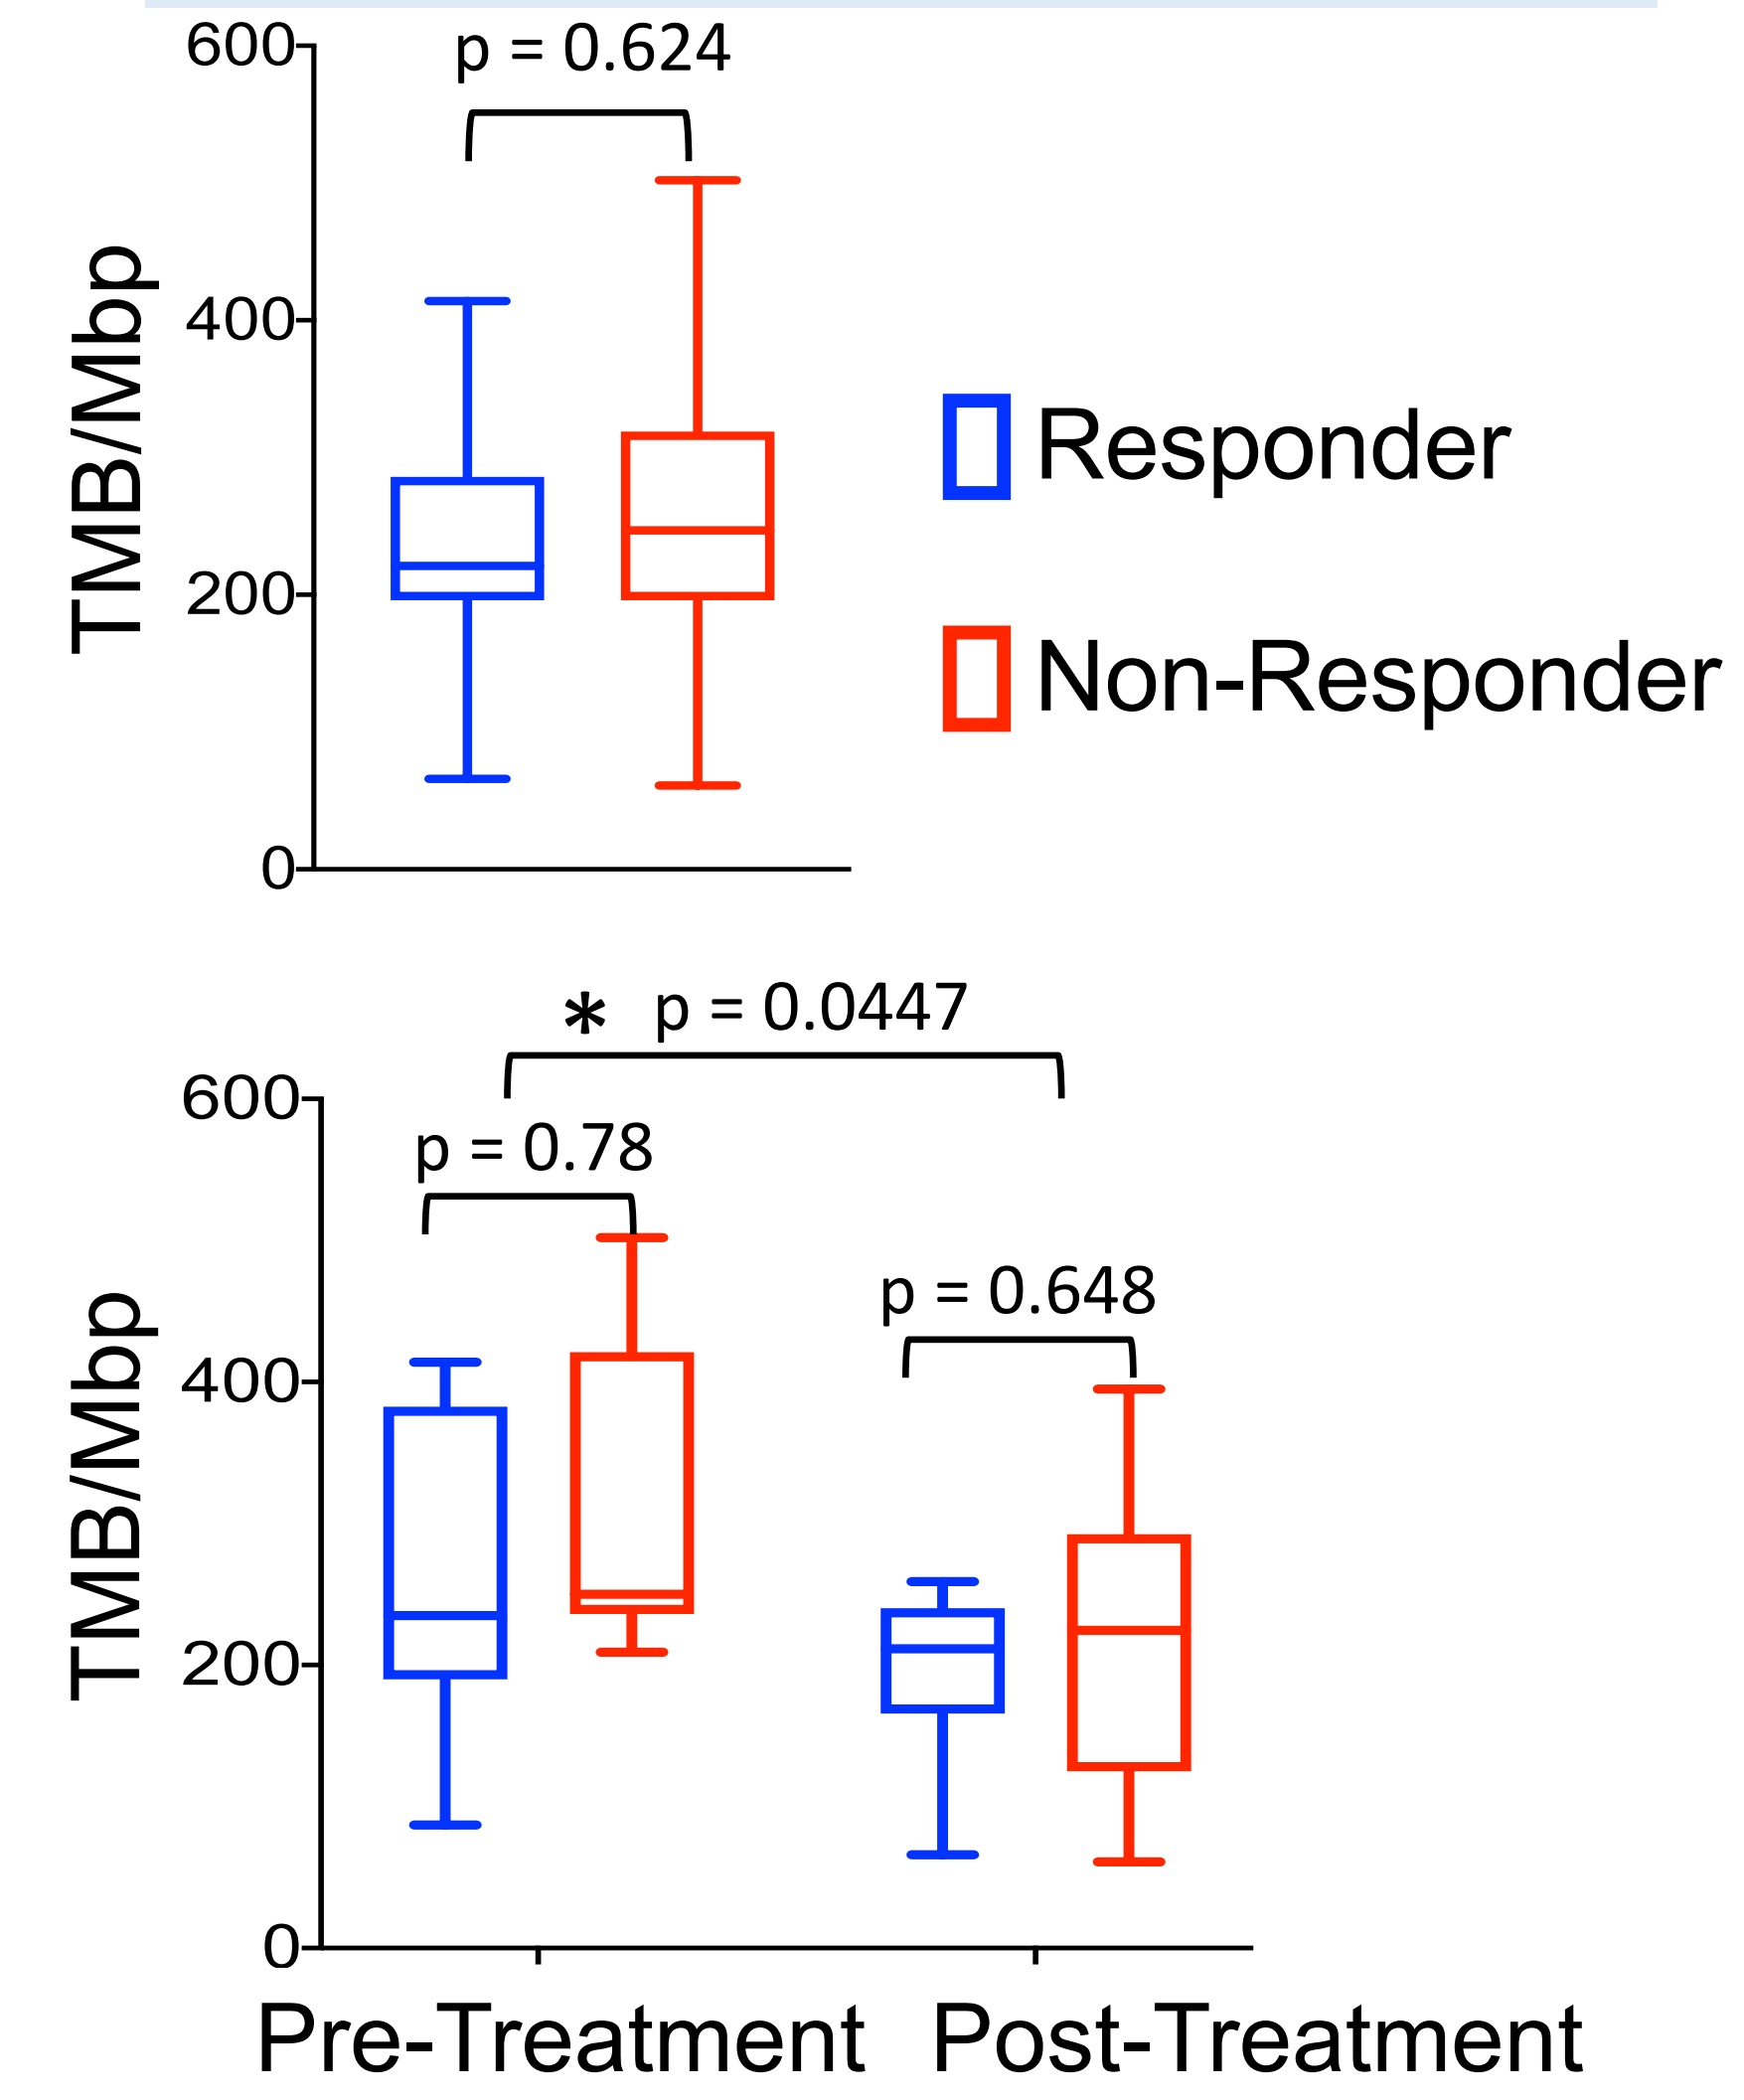 p = 0.624
600
400
200
0
TMB/Mbp
Responder
Non-Responder
* p = 0.0447
p = 0.78
p = 0.648
600
400
200
0
TMB/Mbp
Pre-Treatment Post-Treatment